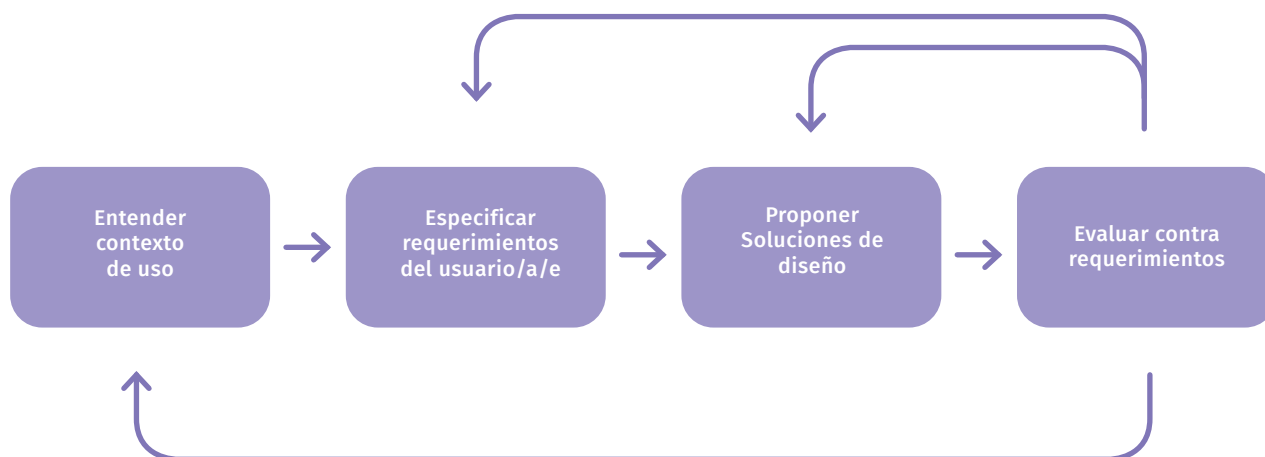 Entender
contexto
de uso
Especificar
requerimientos
del usuario/a/e
Proponer
Soluciones de
diseño
Evaluar contra
requerimientos